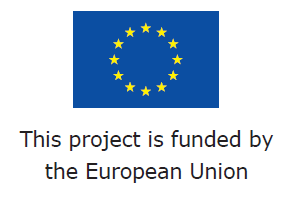 This project is funded by
the European Union